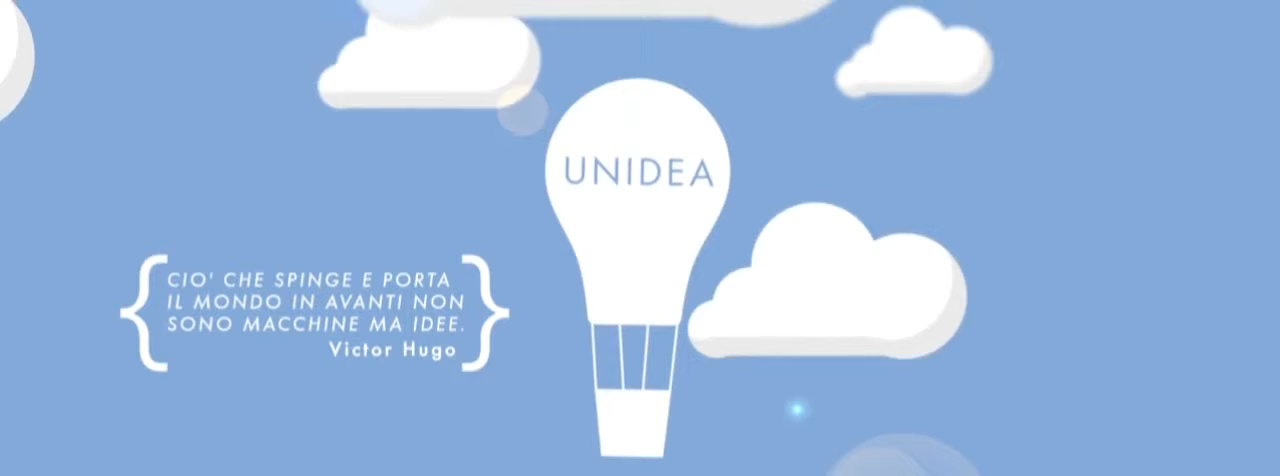 UNIDEA
CIO' CHE SPINGE E PORTA
IL MONDO IN AVANTI NON
SONO MACCHINE MA IDEE.
Victor Hugo